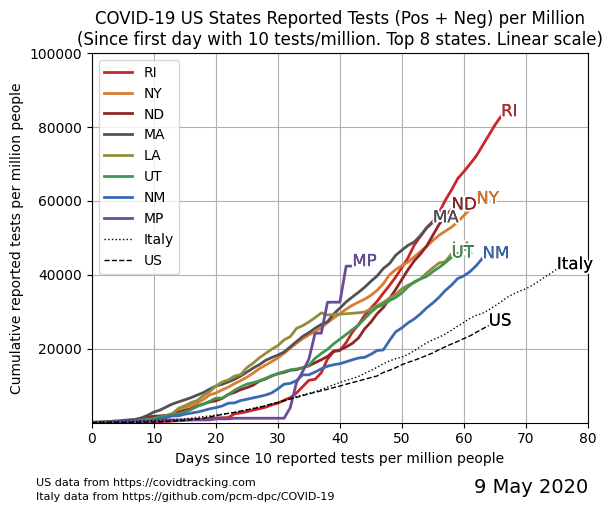 COVID-19 US States Reported Tests (Pos + Neg) per Million
(Since first day with 10 tests/million. Top 8 states. Linear scale)
100000
80000
60000
40000
20000
Cumulative reported tests per million people
RI
NY
ND
MA
LA
UT
NM
MP
Italy
US
RI
NY
ND
MA
MP
UT
NM
Italy
US
0 10 20 30 40 50 60 70 80
Days since 10 reported tests per million people
US data from https://covidtracking.com
Italy data from https://github.com/pcm-dpc/COVID-19
9 May 2020